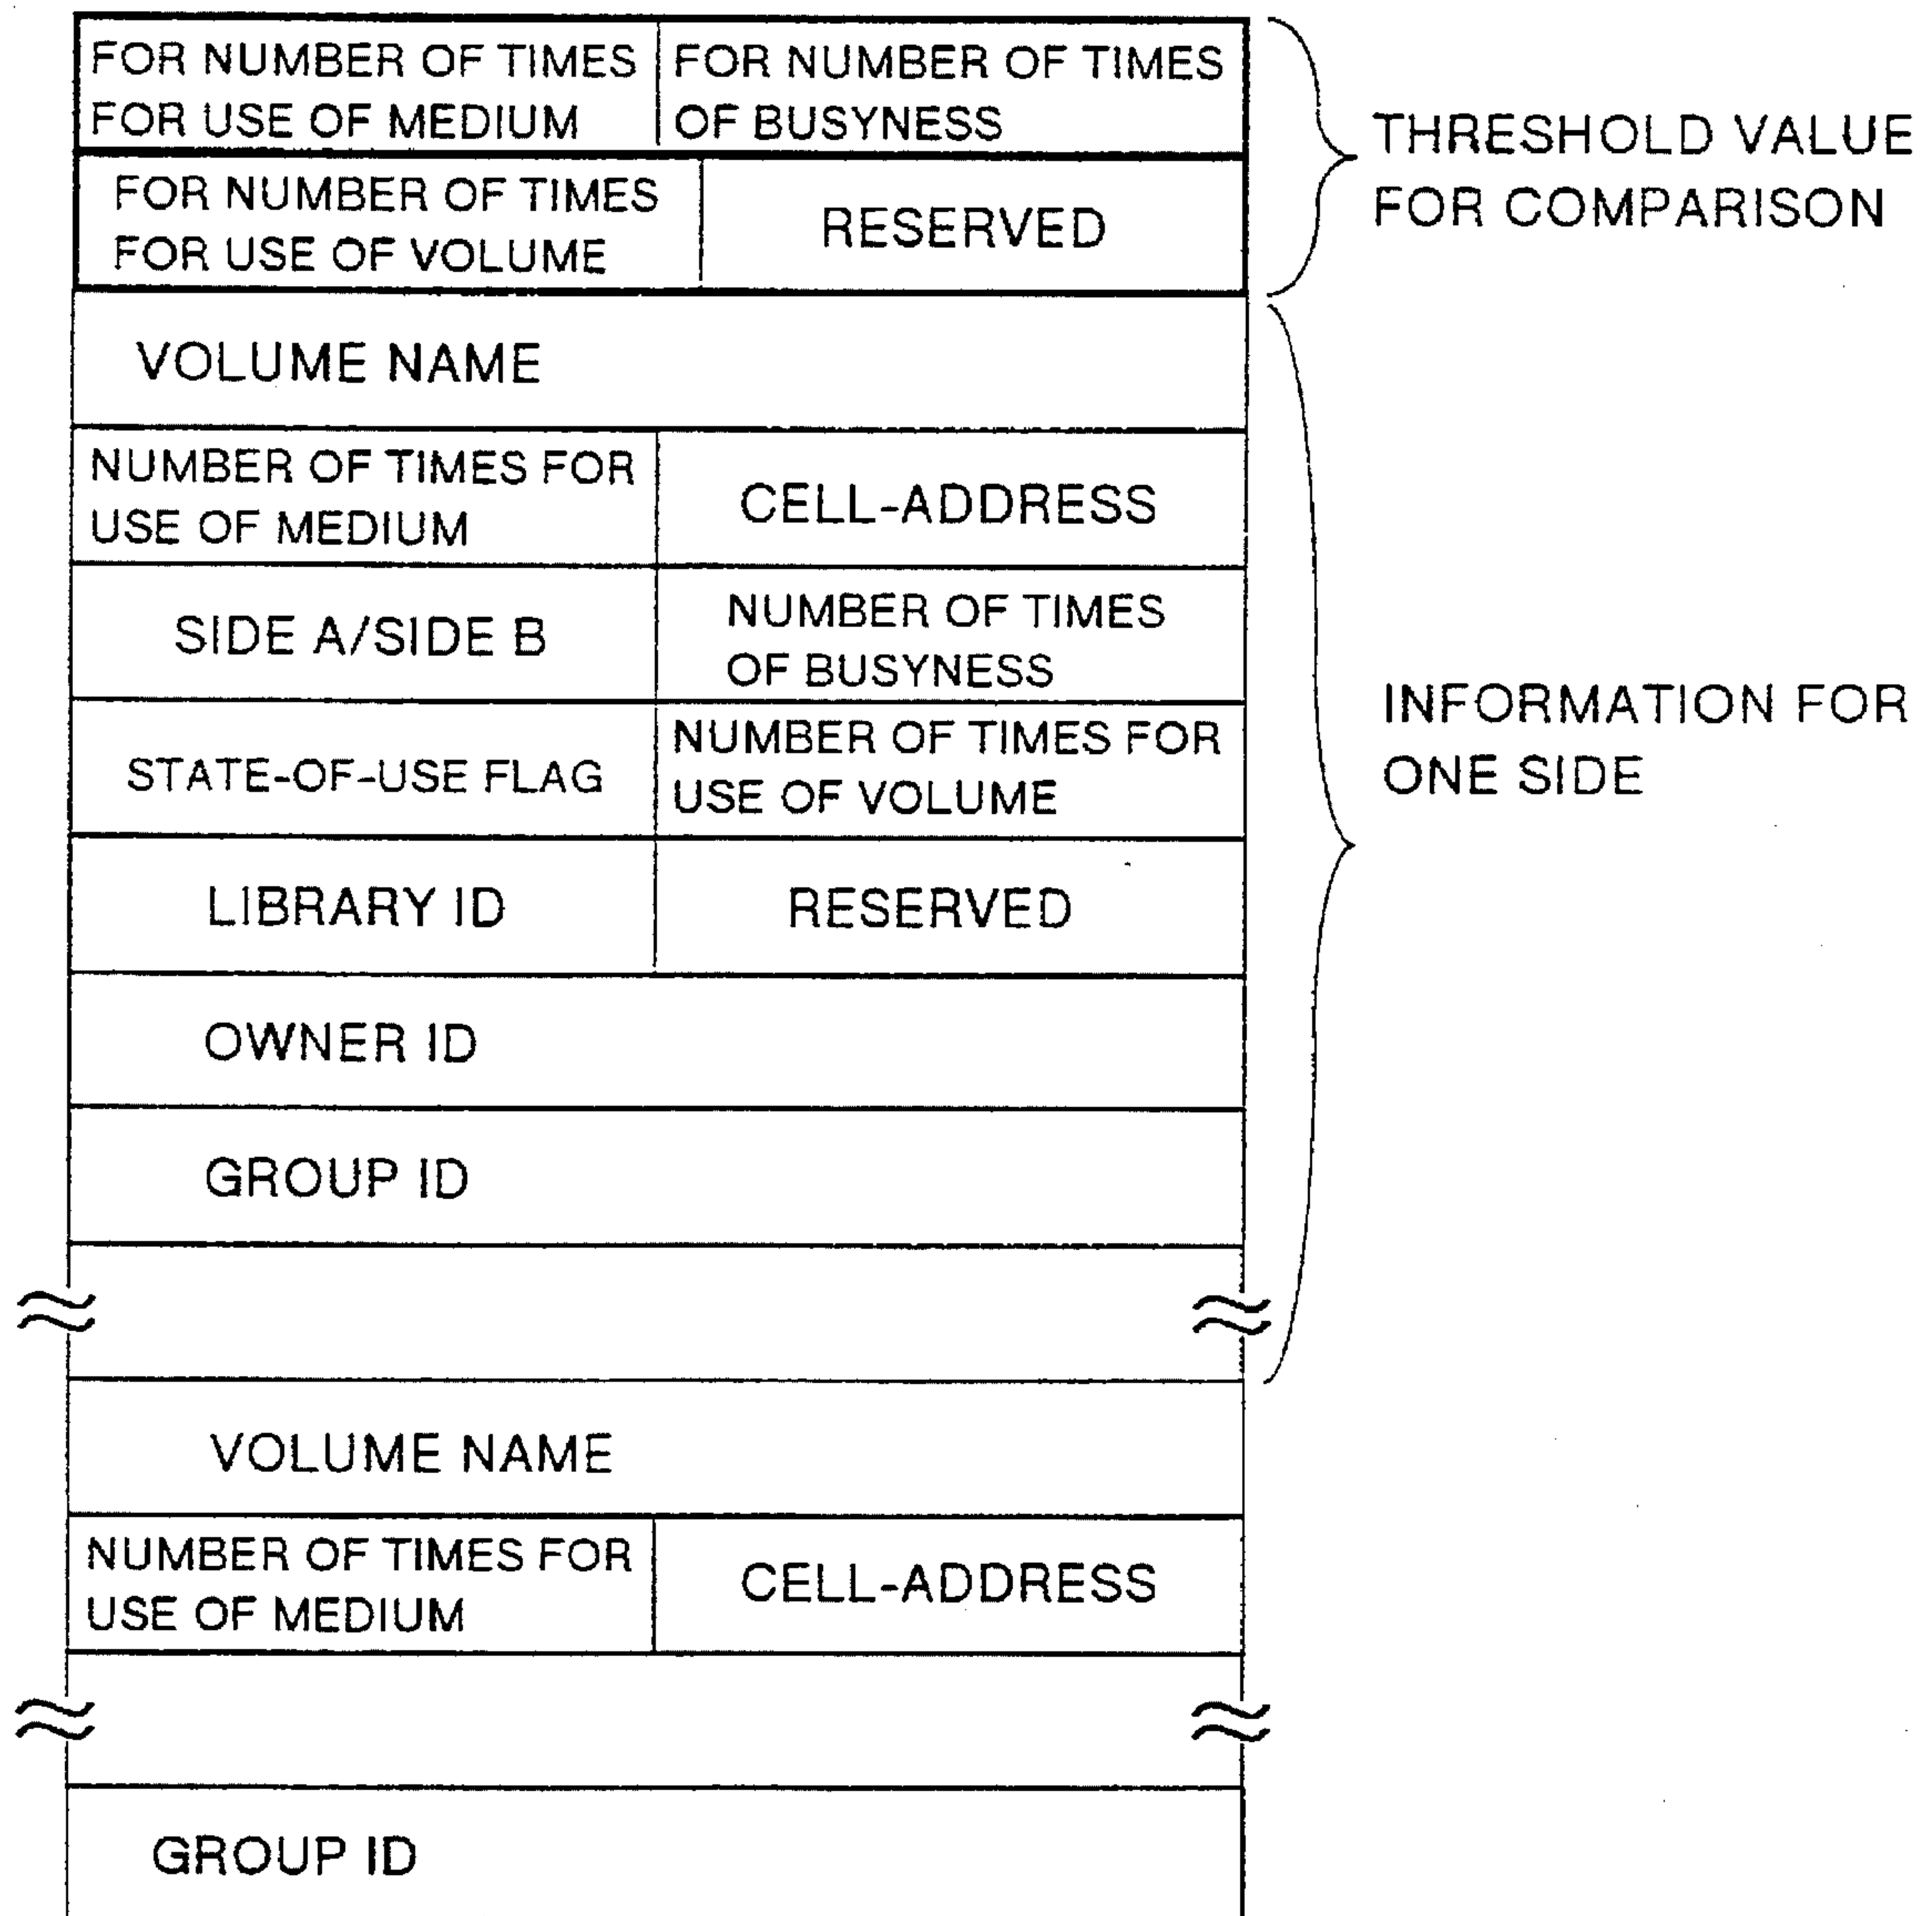 FOR NUMBER OF TIMES
FOR USE OF MEDIUM
FOR NUMBER OF TIMES
OF BUSYNESS
FOR NUMBER OF TIMES
FOR USE OF VOLUME
RESERVED
THRESHOLD VALUE
FOR COMPARISON
VOLUME NAME
NUMBER OF TIMES FOR
USE OF MEDIUM
CELL-ADDRESS
SIDE A/SIDE B
NUMBER OF TIMES
OF BUSYNESS
STATE-OF-USE FLAG
NUMBER OF TIMES FOR
USE OF VOLUME
INFORMATION FOR
ONE SIDE
LIBRARY ID
RESERVED
OWNER ID
GROUP ID
VOLUME NAME
NUMBER OF TIMES FOR
USE OF MEDIUM
CELL-ADDRESS
GROUP ID